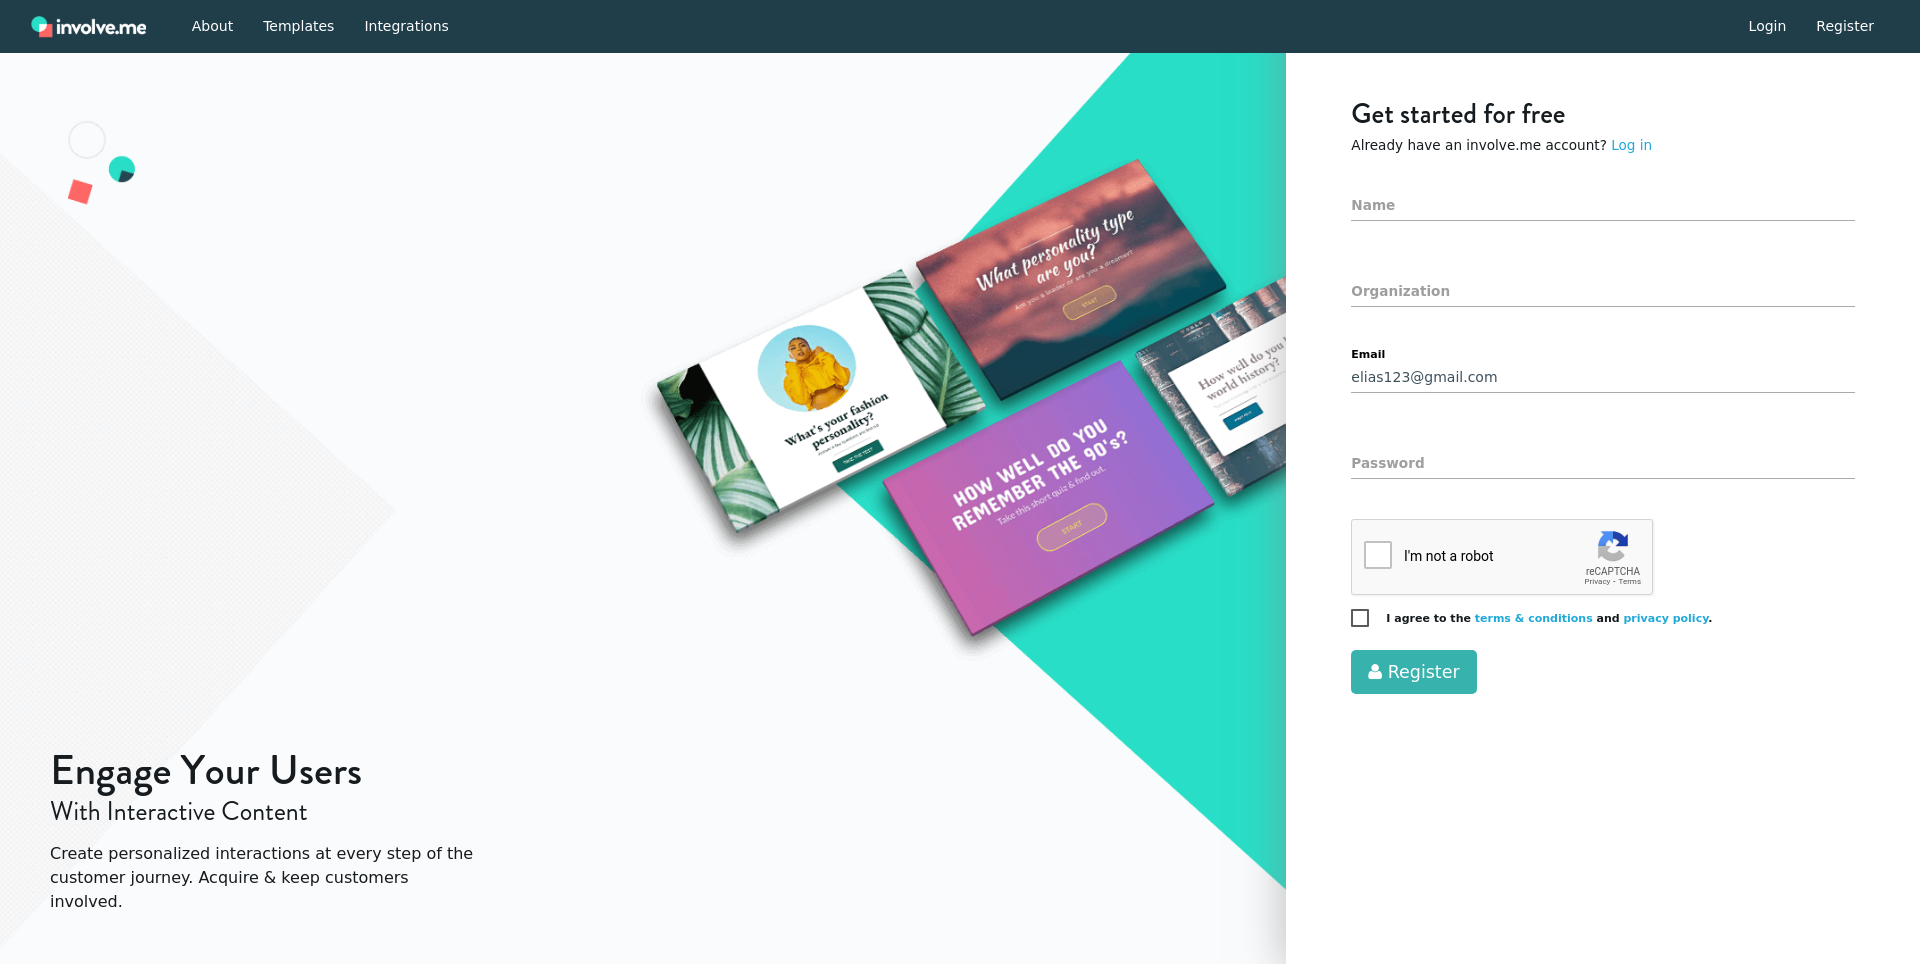 involve.me
About
Templates
Integrations
Login
Register
Get started for free
Already have an involve.me account? Log in
Name
Organization
Email
elias123@gmail.com
Password
I'm not a robot
reCAPTCHA
Privacy - Terms
I agree to the terms & conditions and privacy policy.
Register
What personality type
are you?
Are you a leader or are you a dreamer?
START
What's your fashion
personality?
TAKE THE TEST
How well do you
world history?
HOW WELL DO YOU
REMEMBER THE 90's?
Take this short quiz & find out.
START
Engage Your Users
With Interactive Content
Create personalized interactions at every step of the
customer journey. Acquire & keep customers
involved.